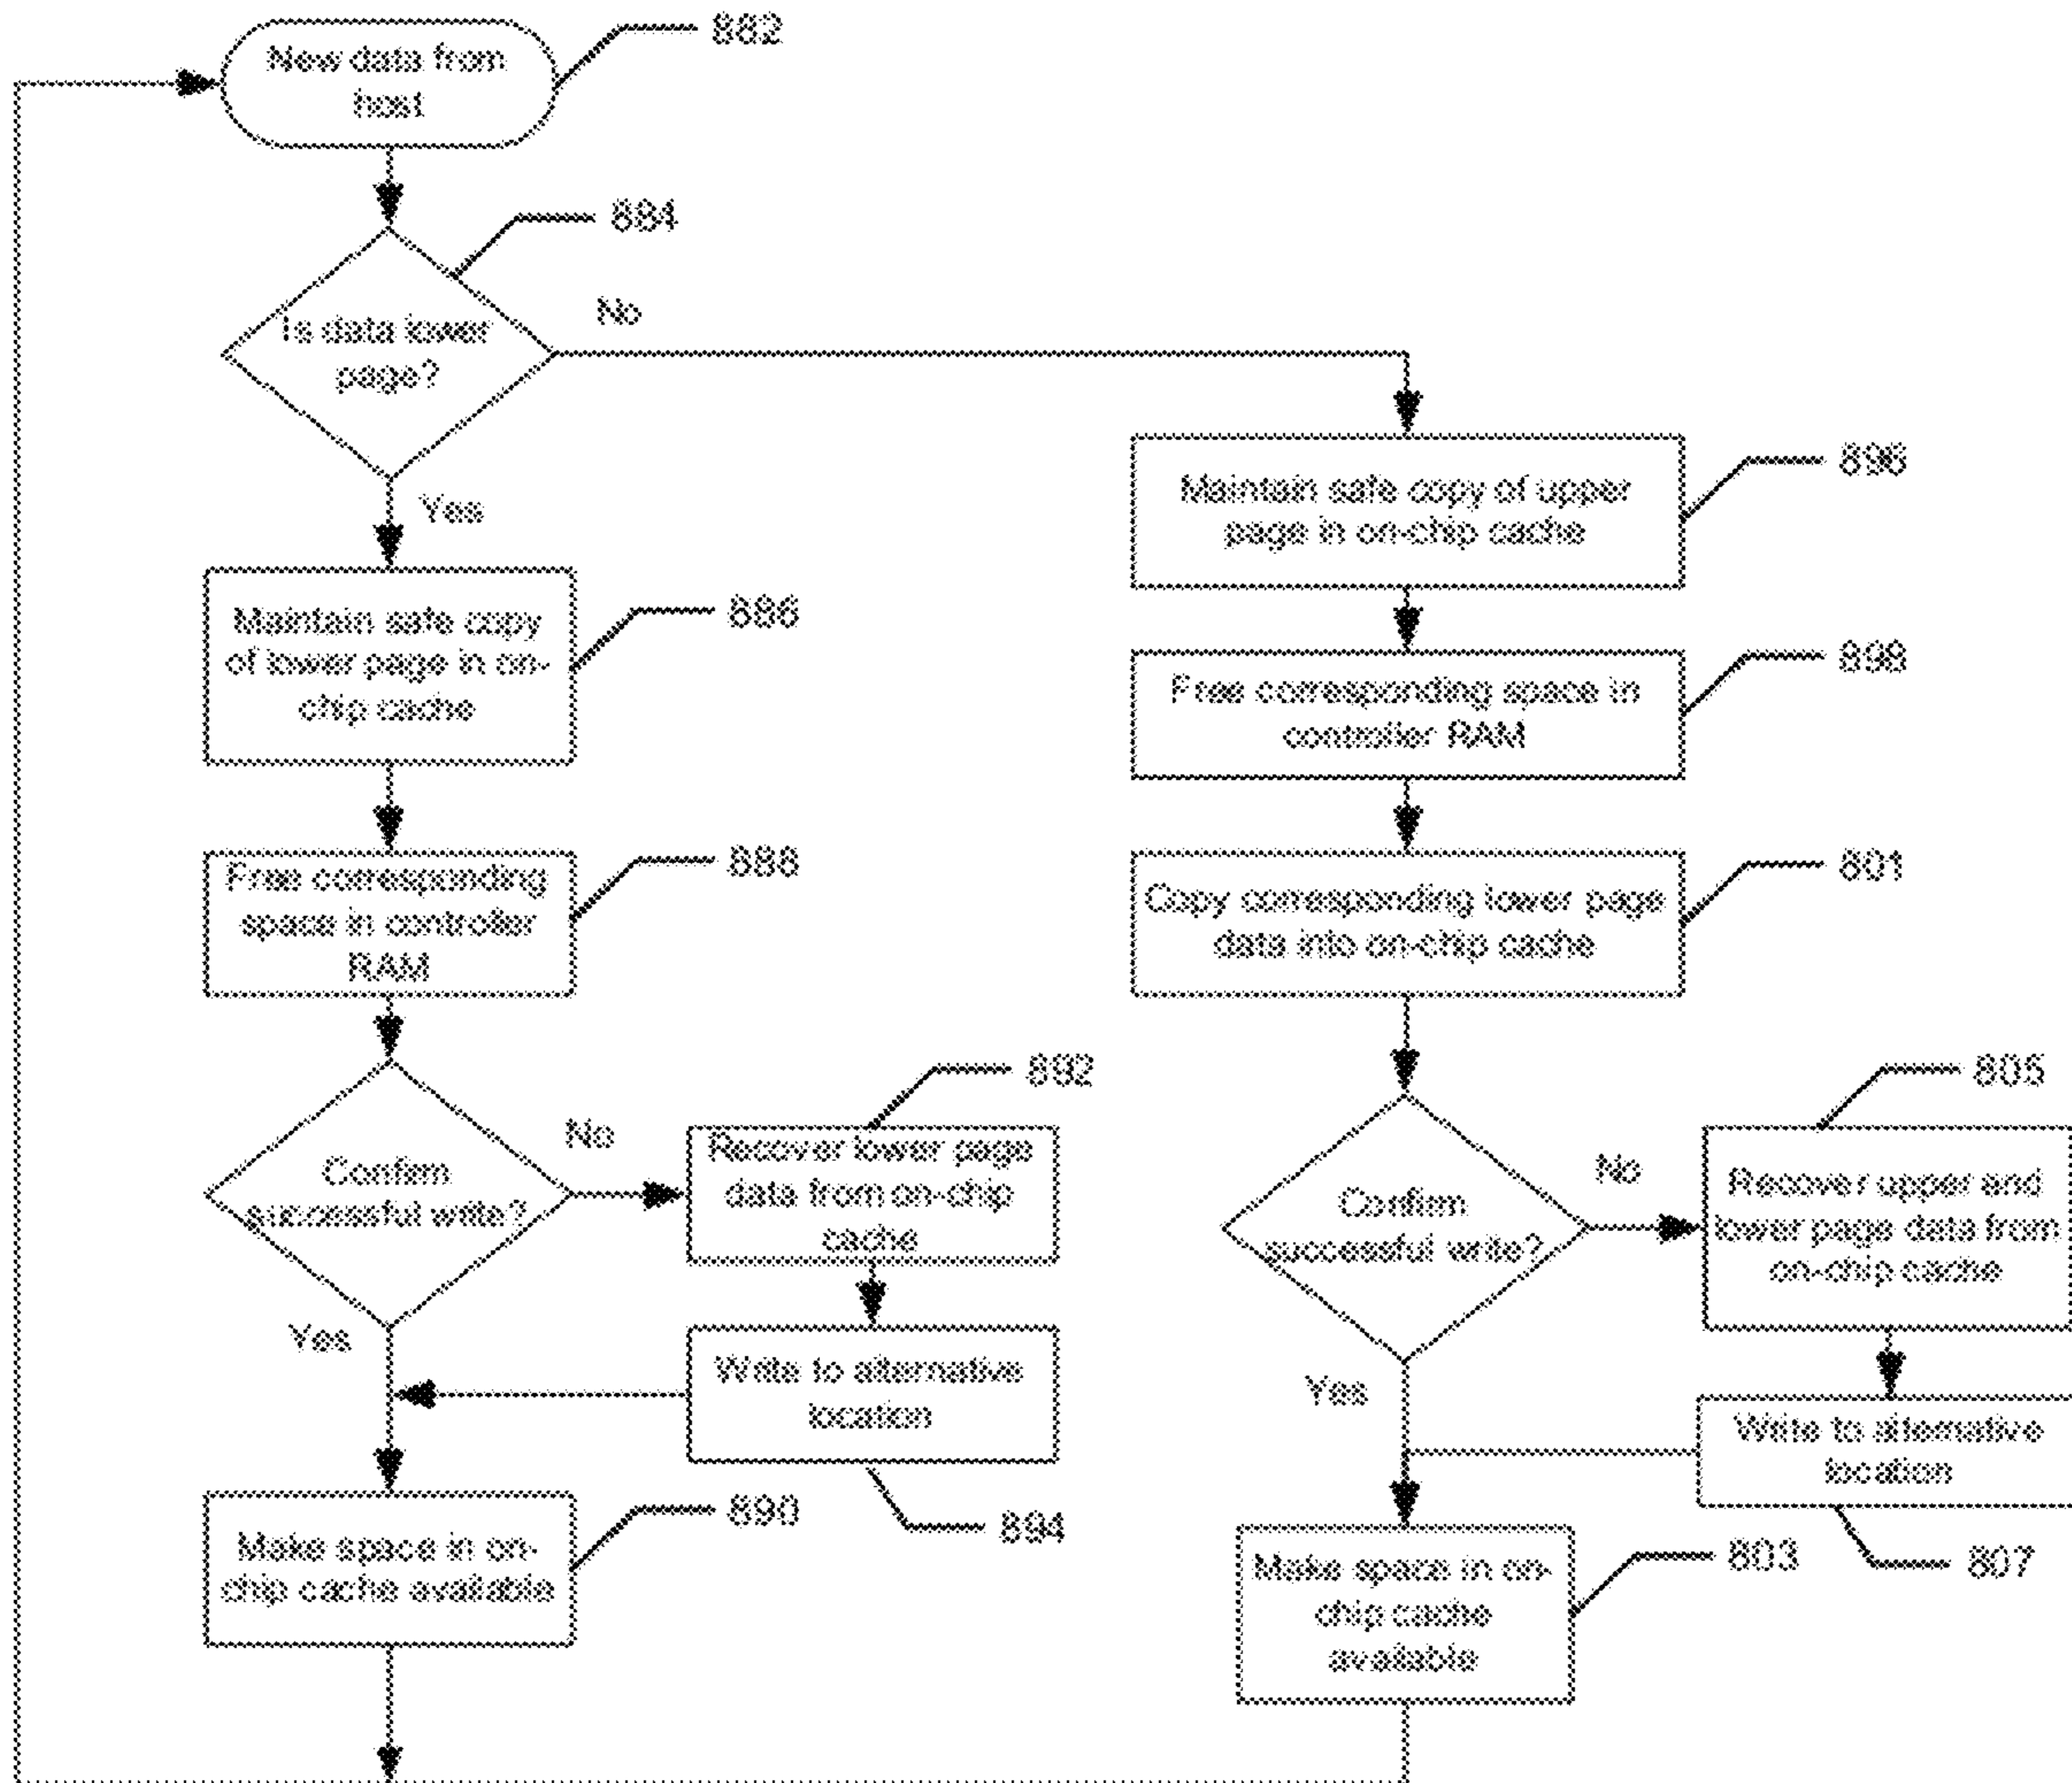 New data from
host
882
884
Is data lower
page?
No
Yes
Maintain safe copy
of lower page in on-
chip cache
886
Free corresponding
space in controller
RAM
888
Confirm
successful write?
No
Yes
892
Recover lower page
data from on-chip
cache
Write to alternative
location
894
Make space in on-
chip cache available
890
Maintain safe copy of upper
page in on-chip cache
896
Free corresponding space in
controller RAM
898
Copy corresponding lower page
data into on-chip cache
801
Confirm
successful write?
No
Yes
805
Recover upper and
lower page data from
on-chip cache
Write to alternative
location
807
Make space in on-
chip cache
available
803